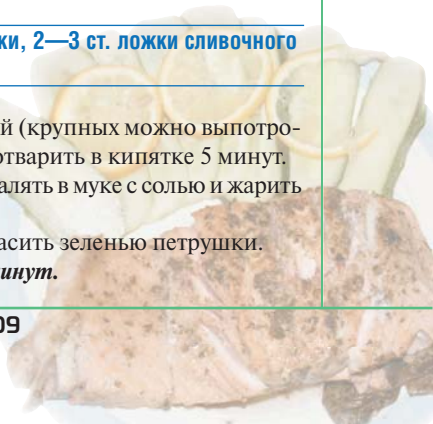 ки, 2—3 ст. ложки сливочного
й (крупных можно выпотро-
отварить в кипятке 5 минут.
алять в муке с солью и жарить
асить зеленью петрушки.
инут.
09